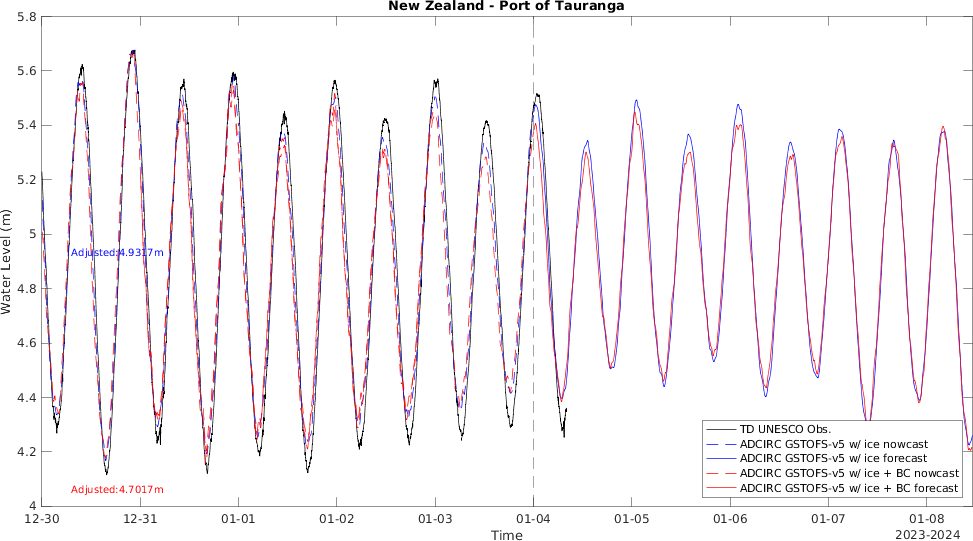 New Zealand - Port of Tauranga
5.8
5.6
5.4
5.2
5
4.8
4.6
4.4
4.2
4
Water Level (m)
Adjusted:4.9317m
Adjusted:4.7017m
TD UNESCO Obs.
ADCIRC GSTOFS-v5 w/ ice nowcast
ADCIRC GSTOFS-v5 w/ ice forecast
ADCIRC GSTOFS-v5 w/ ice + BC nowcast
ADCIRC GSTOFS-v5 w/ ice + BC forecast
12-30 12-31 01-01 01-02 01-03 01-04 01-05 01-06 01-07 01-08
Time
2023-2024